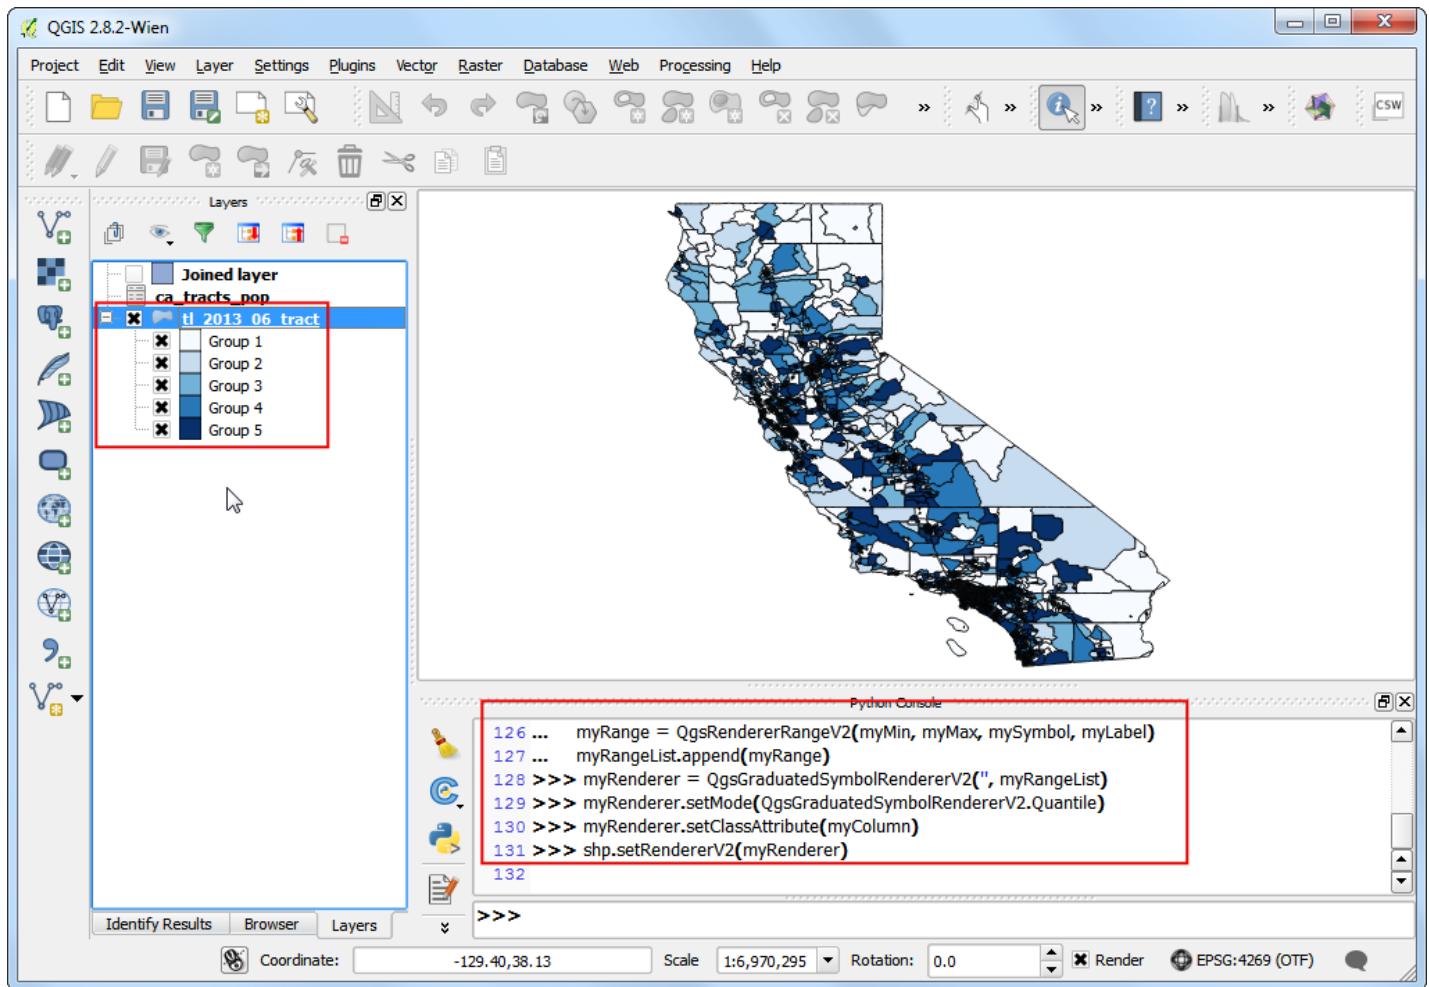 QGIS 2.8.2-Wien
Project Edit View Layer Settings Plugins Vector Raster Database Web Processing Help
» » » » » CSW
Layers
Joined layer
ca_tracts_pop
tl_2013_06_tract
Group 1
Group 2
Group 3
Group 4
Group 5
Python Console
126 ... myRange = QgsRendererRangeV2(myMin, myMax, mySymbol, myLabel)
127 ... myRangeList.append(myRange)
128 >>> myRenderer = QgsGraduatedSymbolRendererV2('', myRangeList)
129 >>> myRenderer.setMode(QgsGraduatedSymbolRendererV2.Quantile)
130 >>> myRenderer.setClassAttribute(myColumn)
131 >>> shp.setRendererV2(myRenderer)
132
>>>
Identify Results Browser Layers
Coordinate: -129.40,38.13 Scale 1:6,970,295 Rotation: 0.0 Render EPSG:4269 (OTF)